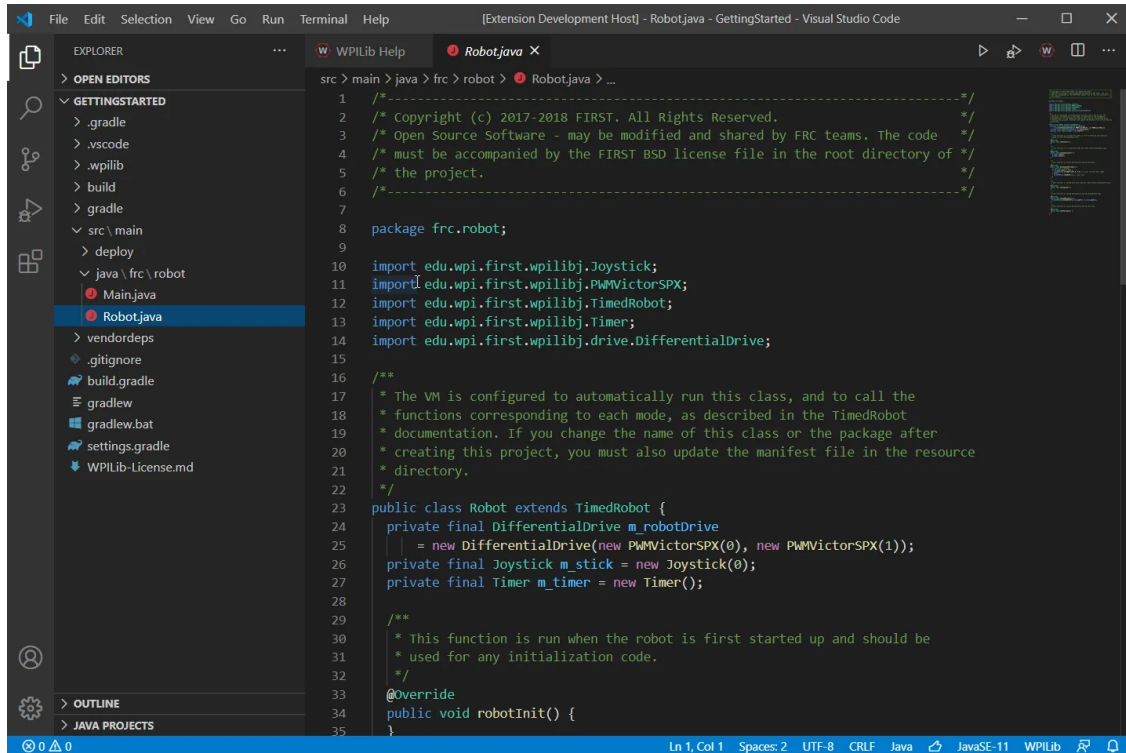 File Edit Selection View Go Run Terminal Help [Extension Development Host] - Robot.java - GettingStarted - Visual Studio Code
EXPLORER
OPEN EDITORS
GETTINGSTARTED
.gradle
.vscode
.wpilib
build
gradle
src \ main
deploy
java \ frc \ robot
Main.java
Robot.java
vendordeps
.gitignore
build.gradle
gradlew
gradlew.bat
settings.gradle
WPILib-License.md
OUTLINE
JAVA PROJECTS
WPILib Help Robot.java
src > main > java > frc > robot > Robot.java > ...
1 /*----------------------------------------------------------------------------*/
2 /* Copyright (c) 2017-2018 FIRST. All Rights Reserved. */
3 /* Open Source Software - may be modified and shared by FRC teams. The code */
4 /* must be accompanied by the FIRST BSD license file in the root directory of */
5 /* the project. */
6 /*----------------------------------------------------------------------------*/
7
8 package frc.robot;
9
10 import edu.wpi.first.wpilibj.Joystick;
11 import edu.wpi.first.wpilibj.PWMVictorSPX;
12 import edu.wpi.first.wpilibj.TimedRobot;
13 import edu.wpi.first.wpilibj.Timer;
14 import edu.wpi.first.wpilibj.drive.DifferentialDrive;
15
16 /**
17 * The VM is configured to automatically run this class, and to call the
18 * functions corresponding to each mode, as described in the TimedRobot
19 * documentation. If you change the name of this class or the package after
20 * creating this project, you must also update the manifest file in the resource
21 * directory.
22 */
23 public class Robot extends TimedRobot {
24 private final DifferentialDrive m_robotDrive
25 = new DifferentialDrive(new PWMVictorSPX(0), new PWMVictorSPX(1));
26 private final Joystick m_stick = new Joystick(0);
27 private final Timer m_timer = new Timer();
28
29 /**
30 * This function is run when the robot is first started up and should be
31 * used for any initialization code.
32 */
33 @Override
34 public void robotInit() {
35 }
0 0 Ln 1, Col 1 Spaces: 2 UTF-8 CRLF Java JavaSE-11 WPILib